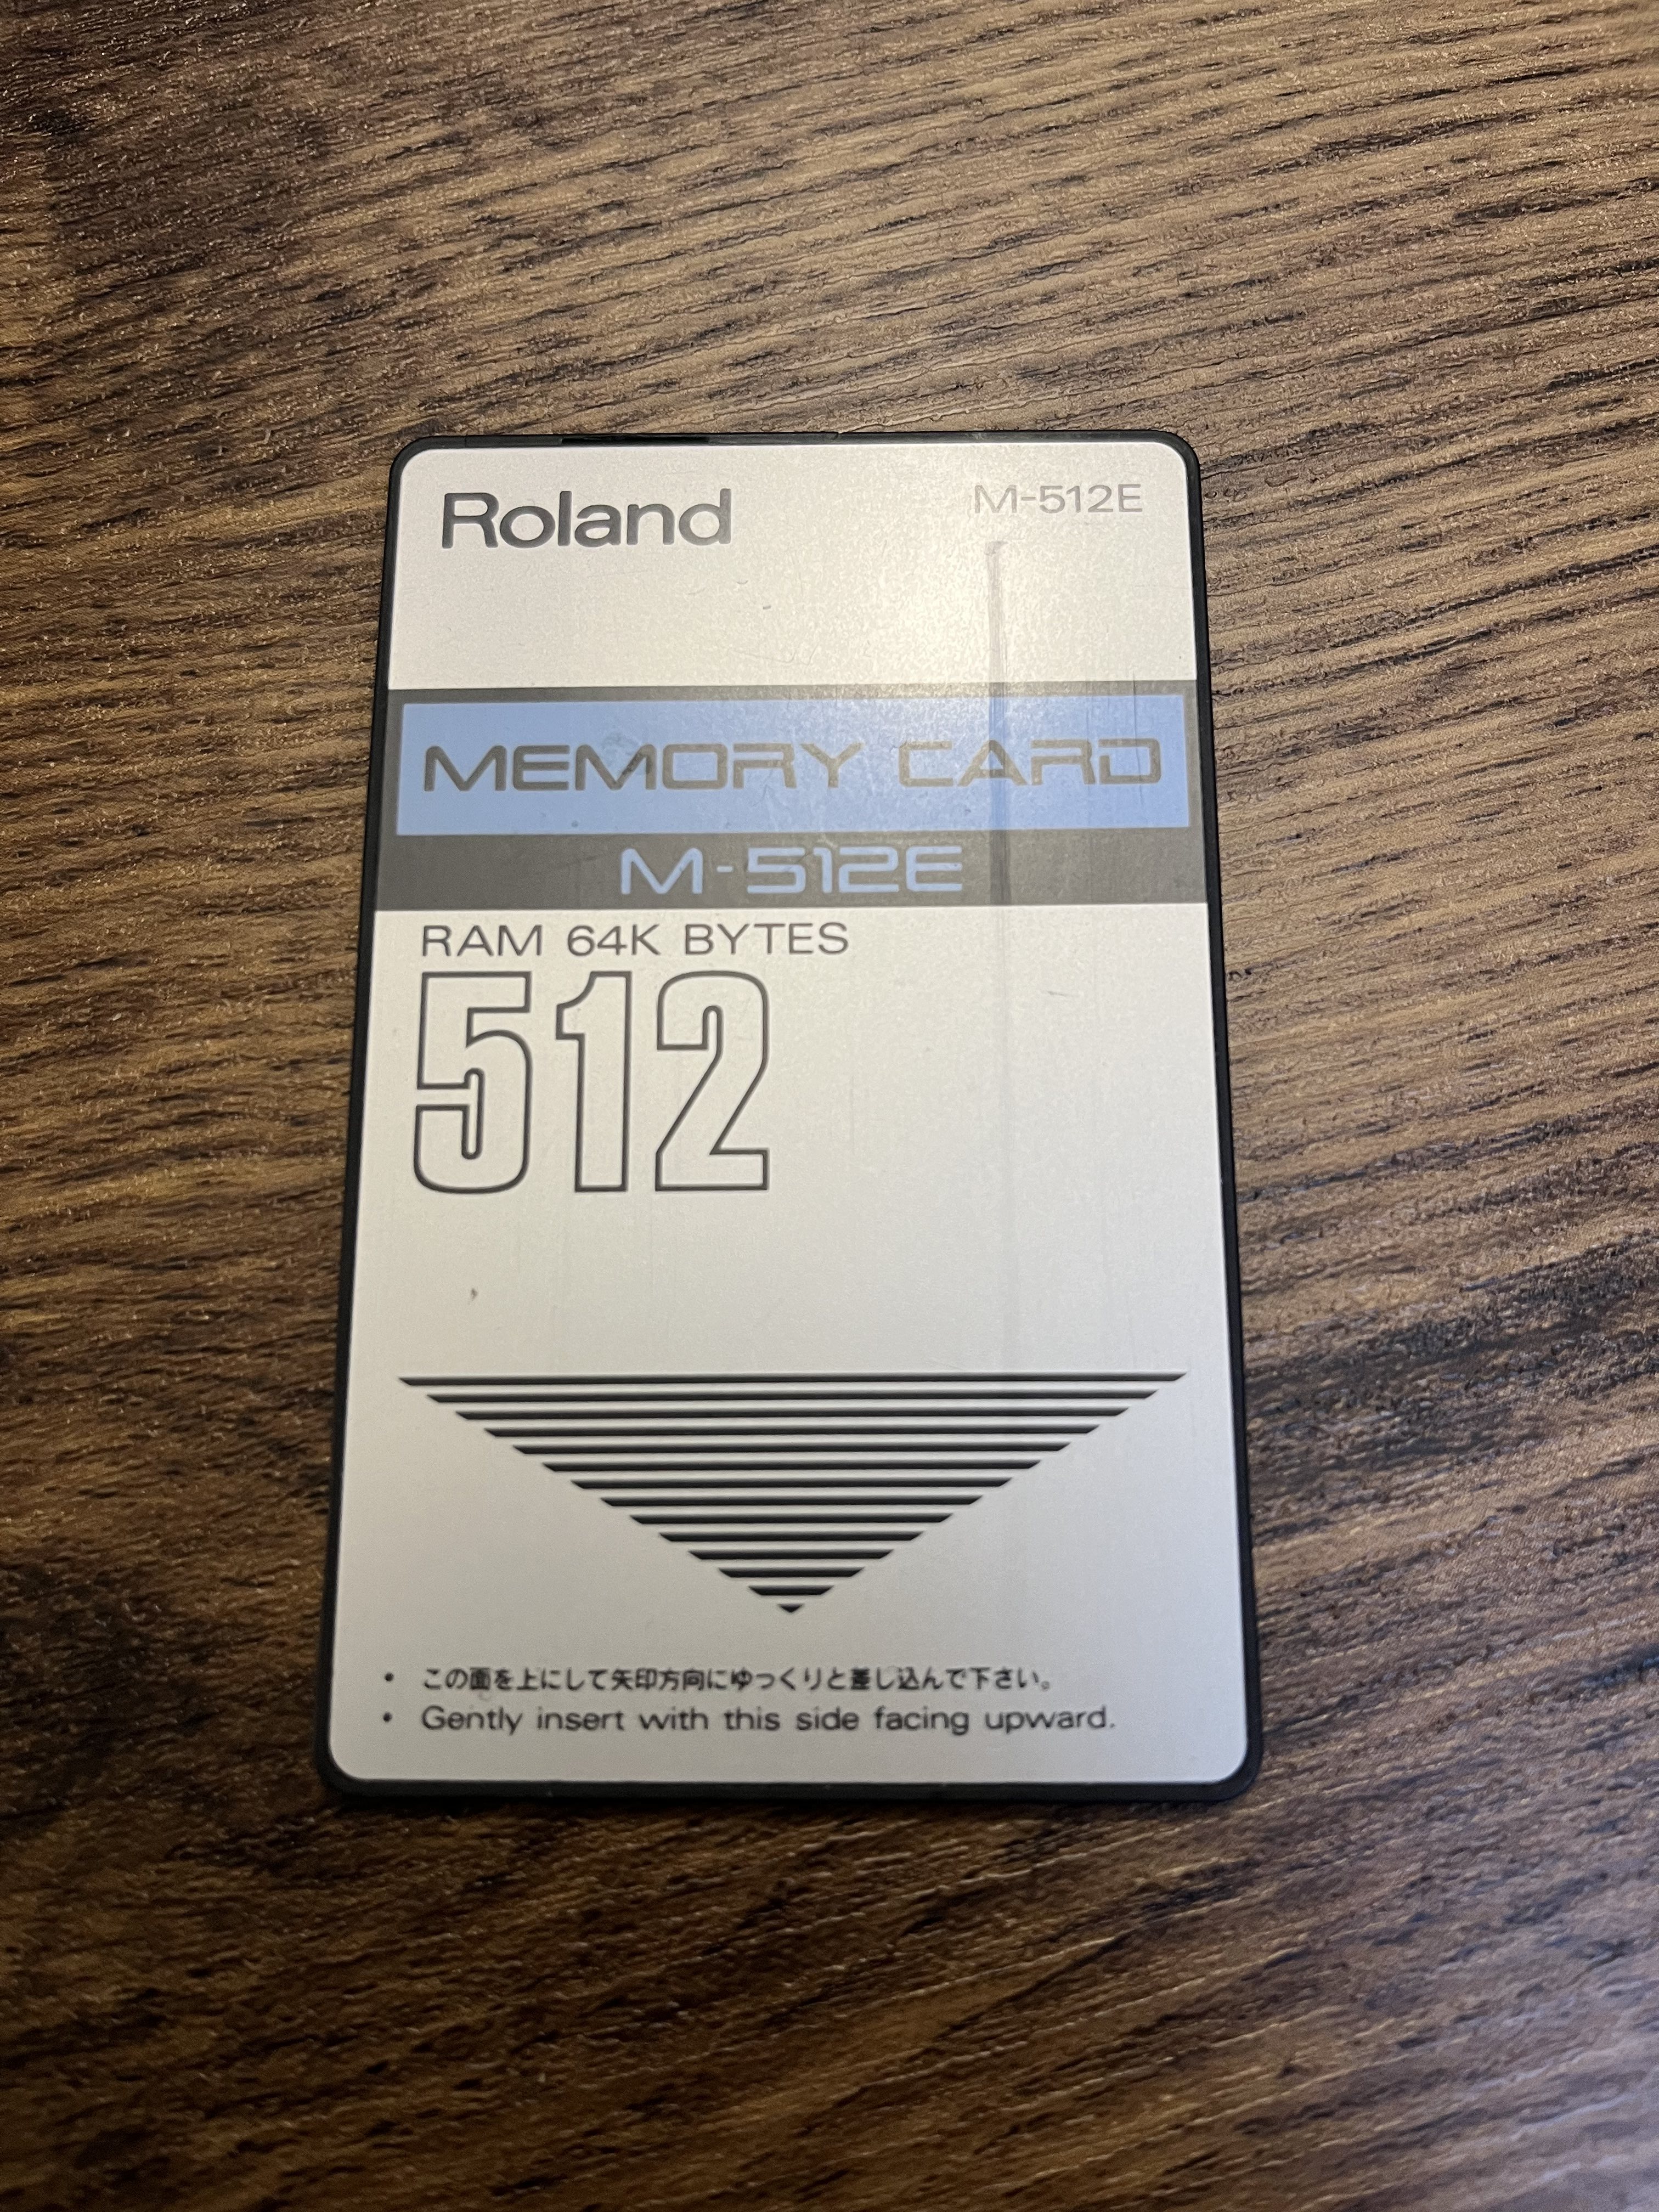 Roland
M-512E
MEMORY CARD
M-512E
RAM 64K BYTES
512
• この面を上にして矢印方向にゆっくりと差し込んで下さい。
• Gently insert with this side facing upward.